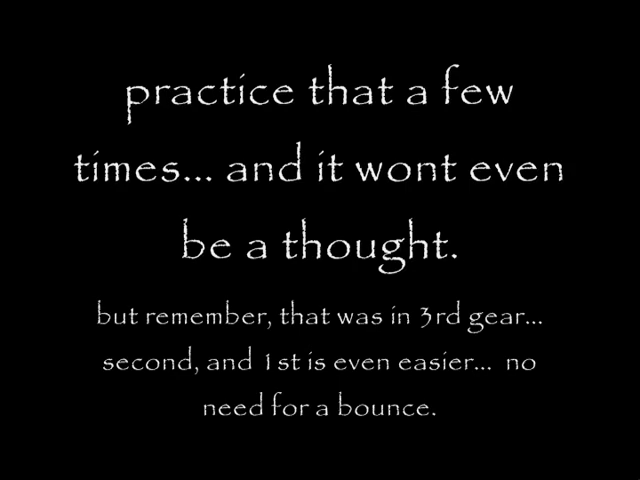 practice that a few
times... and it wont even
be a thought.
but remember, that was in 3rd gear...
second, and 1st is even easier... no
need for a bounce.